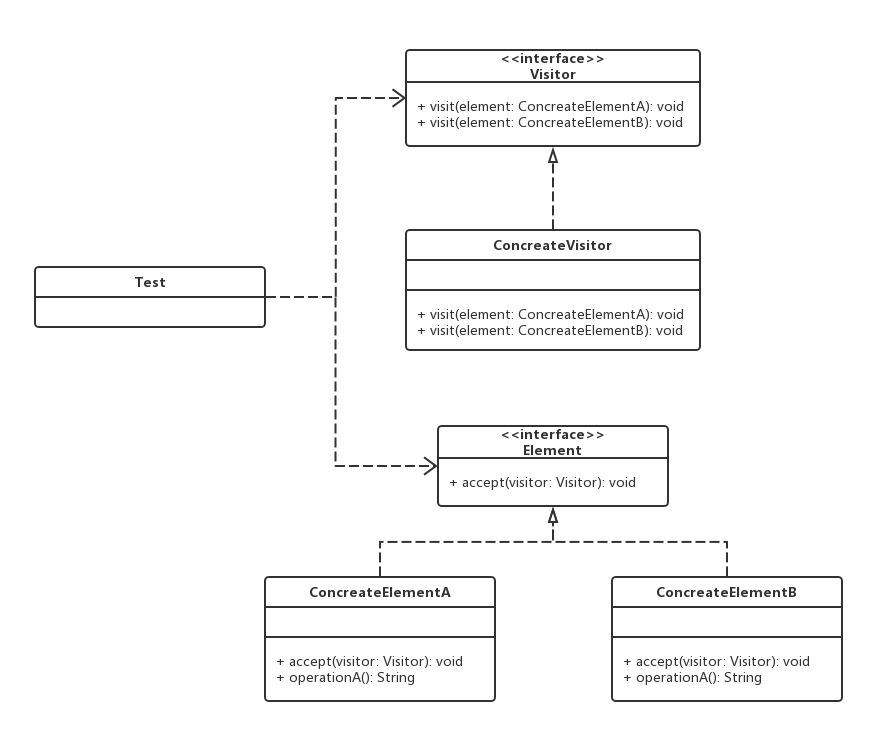 <<interface>>
Visitor
+ visit(element: ConcreateElementA): void
+ visit(element: ConcreateElementB): void
ConcreateVisitor
+ visit(element: ConcreateElementA): void
+ visit(element: ConcreateElementB): void
Test
<<interface>>
Element
+ accept(visitor: Visitor): void
ConcreateElementA
+ accept(visitor: Visitor): void
+ operationA(): String
ConcreateElementB
+ accept(visitor: Visitor): void
+ operationA(): String